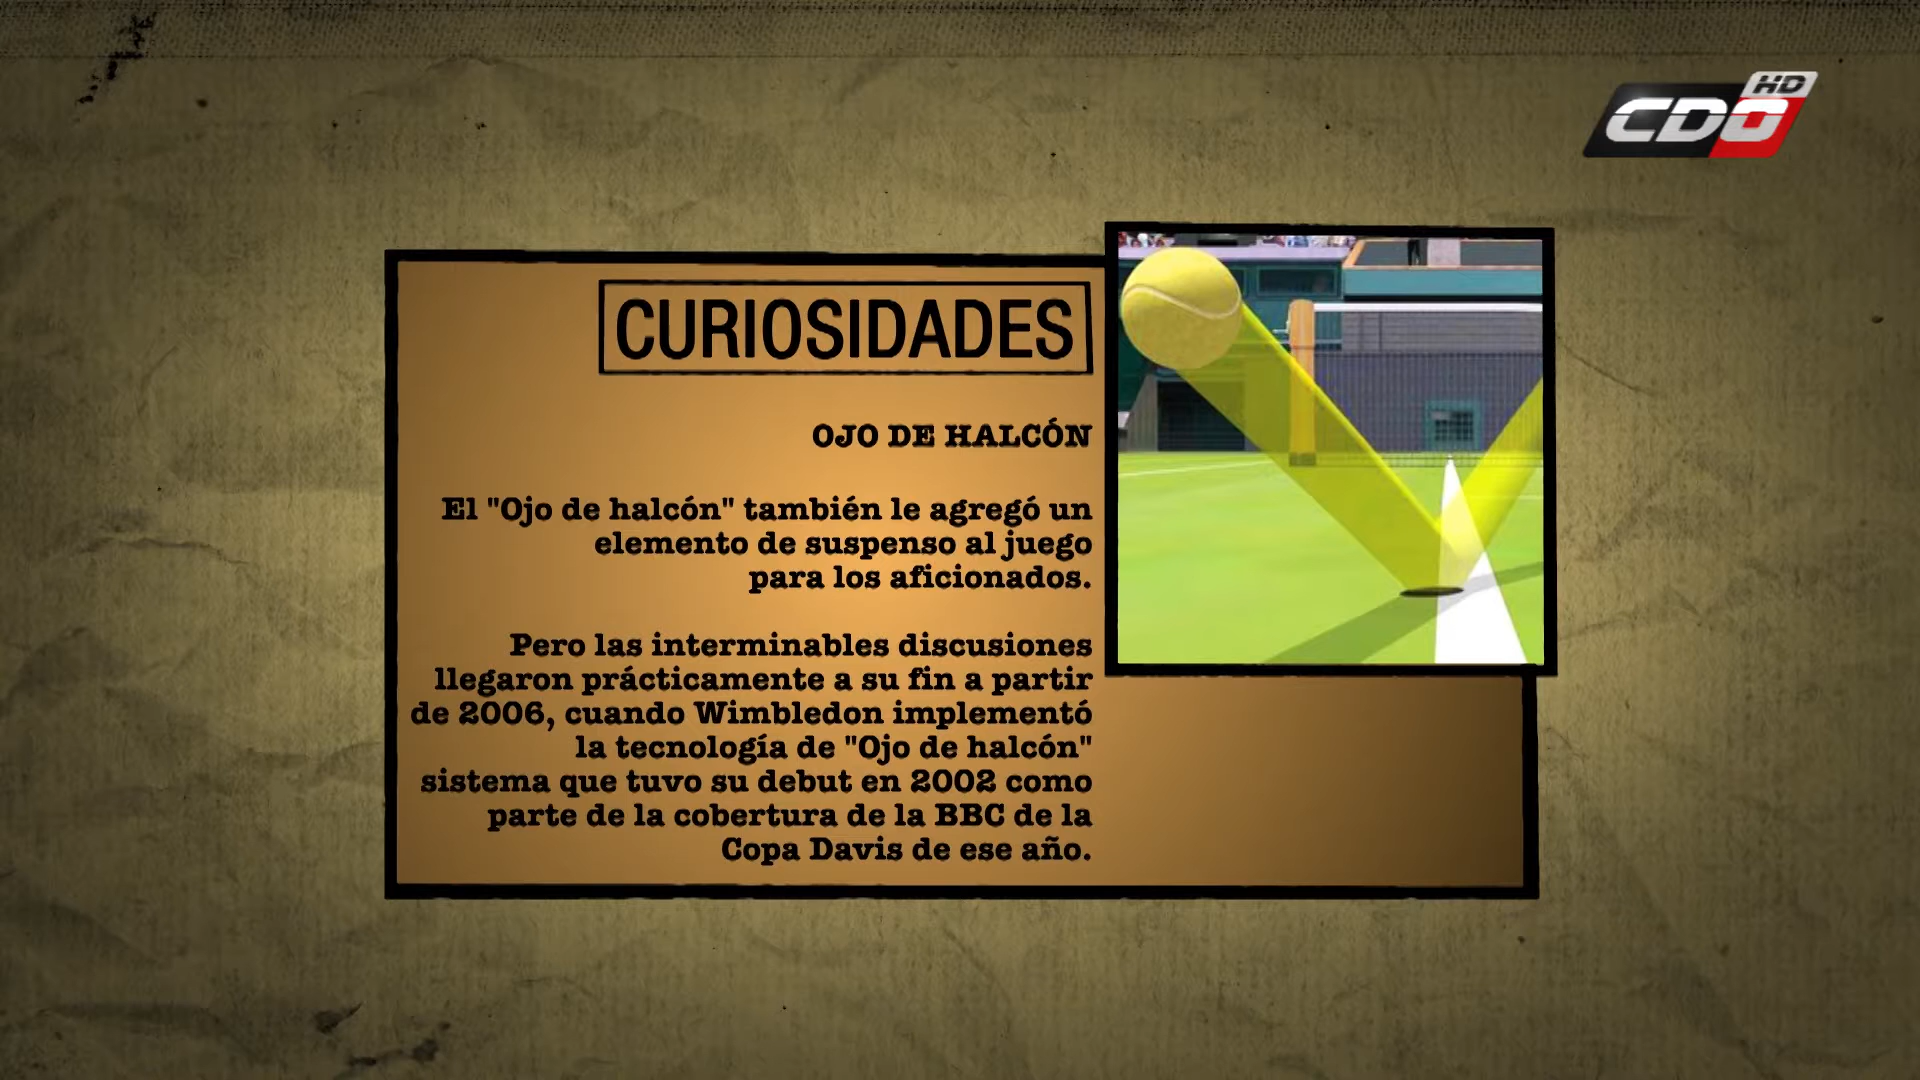 CDO HD
CURIOSIDADES
OJO DE HALCÓN
El "Ojo de halcón" también le agregó un
elemento de suspenso al juego
para los aficionados.
Pero las interminables discusiones
llegaron prácticamente a su fin a partir
de 2006, cuando Wimbledon implementó
la tecnología de "Ojo de halcón"
sistema que tuvo su debut en 2002 como
parte de la cobertura de la BBC de la
Copa Davis de ese año.